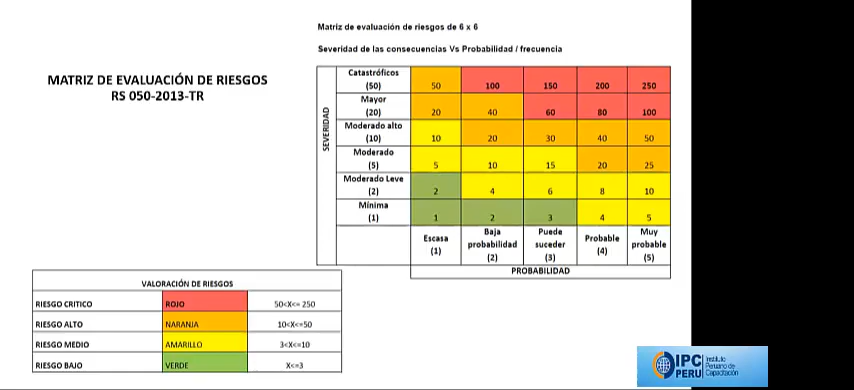 Matriz de evaluación de riesgos de 6 x 6
Severidad de las consecuencias Vs Probabilidad / frecuencia
MATRIZ DE EVALUACIÓN DE RIESGOS
RS 050-2013-TR
SEVERIDAD
Catastróficos (50) 50 100 150 200 250
Mayor (20) 20 40 60 80 100
Moderado alto (10) 10 20 30 40 50
Moderado (5) 5 10 15 20 25
Moderado Leve (2) 2 4 6 8 10
Mínima (1) 1 2 3 4 5
Escasa (1) Baja probabilidad (2) Puede suceder (3) Probable (4) Muy probable (5)
PROBABILIDAD
VALORACIÓN DE RIESGOS
RIESGO CRITICO ROJO 50<X<= 250
RIESGO ALTO NARANJA 10<X<=50
RIESGO MEDIO AMARILLO 3<X<=10
RIESGO BAJO VERDE X<=3
IPC PERU Instituto Peruano de Capacitación